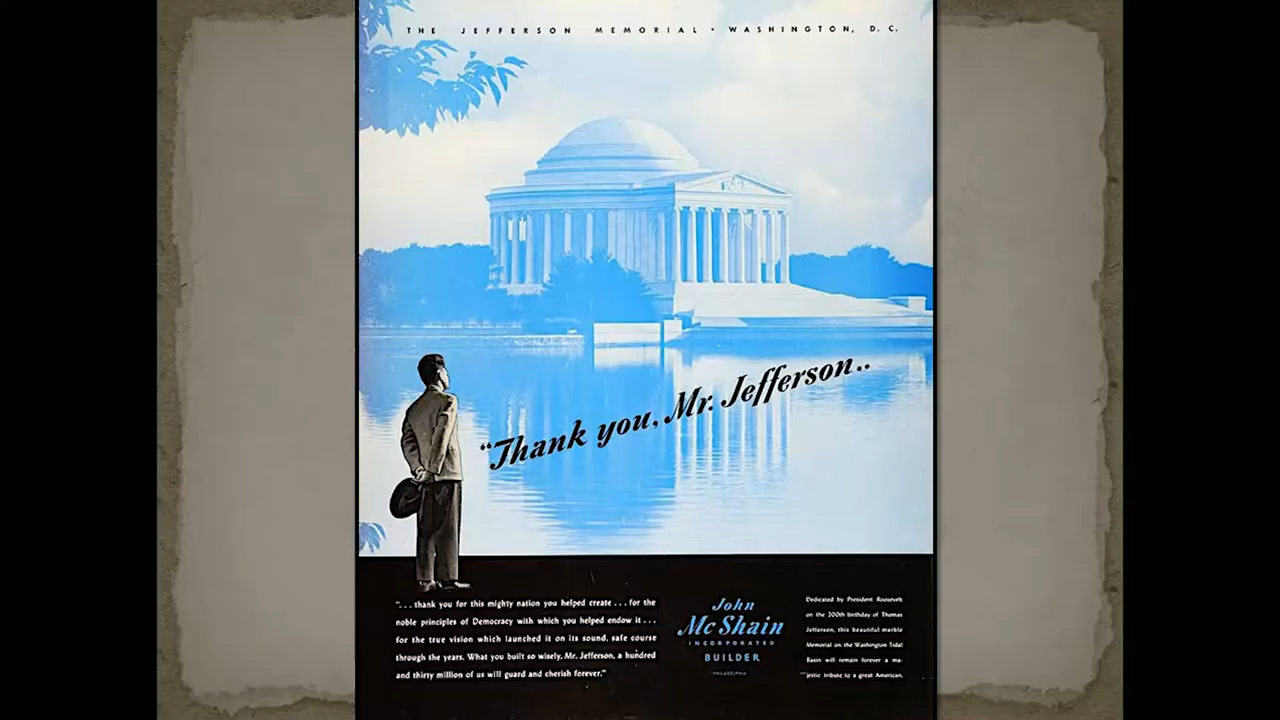 THE JEFFERSON MEMORIAL • WASHINGTON, D.C.
"Thank you, Mr. Jefferson..
"...thank you for this mighty nation you helped create...for the
noble principles of Democracy with which you helped endow it...
for the true vision which launched it on its sound, safe course
through the years. What you built so wisely, Mr. Jefferson, a hundred
and thirty million of us will guard and cherish forever."
John
McShain
INCORPORATED
BUILDER
PHILADELPHIA
Dedicated by President Roosevelt
on the 200th birthday of Thomas
Jefferson, this beautiful marble
Memorial on the Washington Tidal
Basin will remain forever a ma-
jestic tribute to a great American.